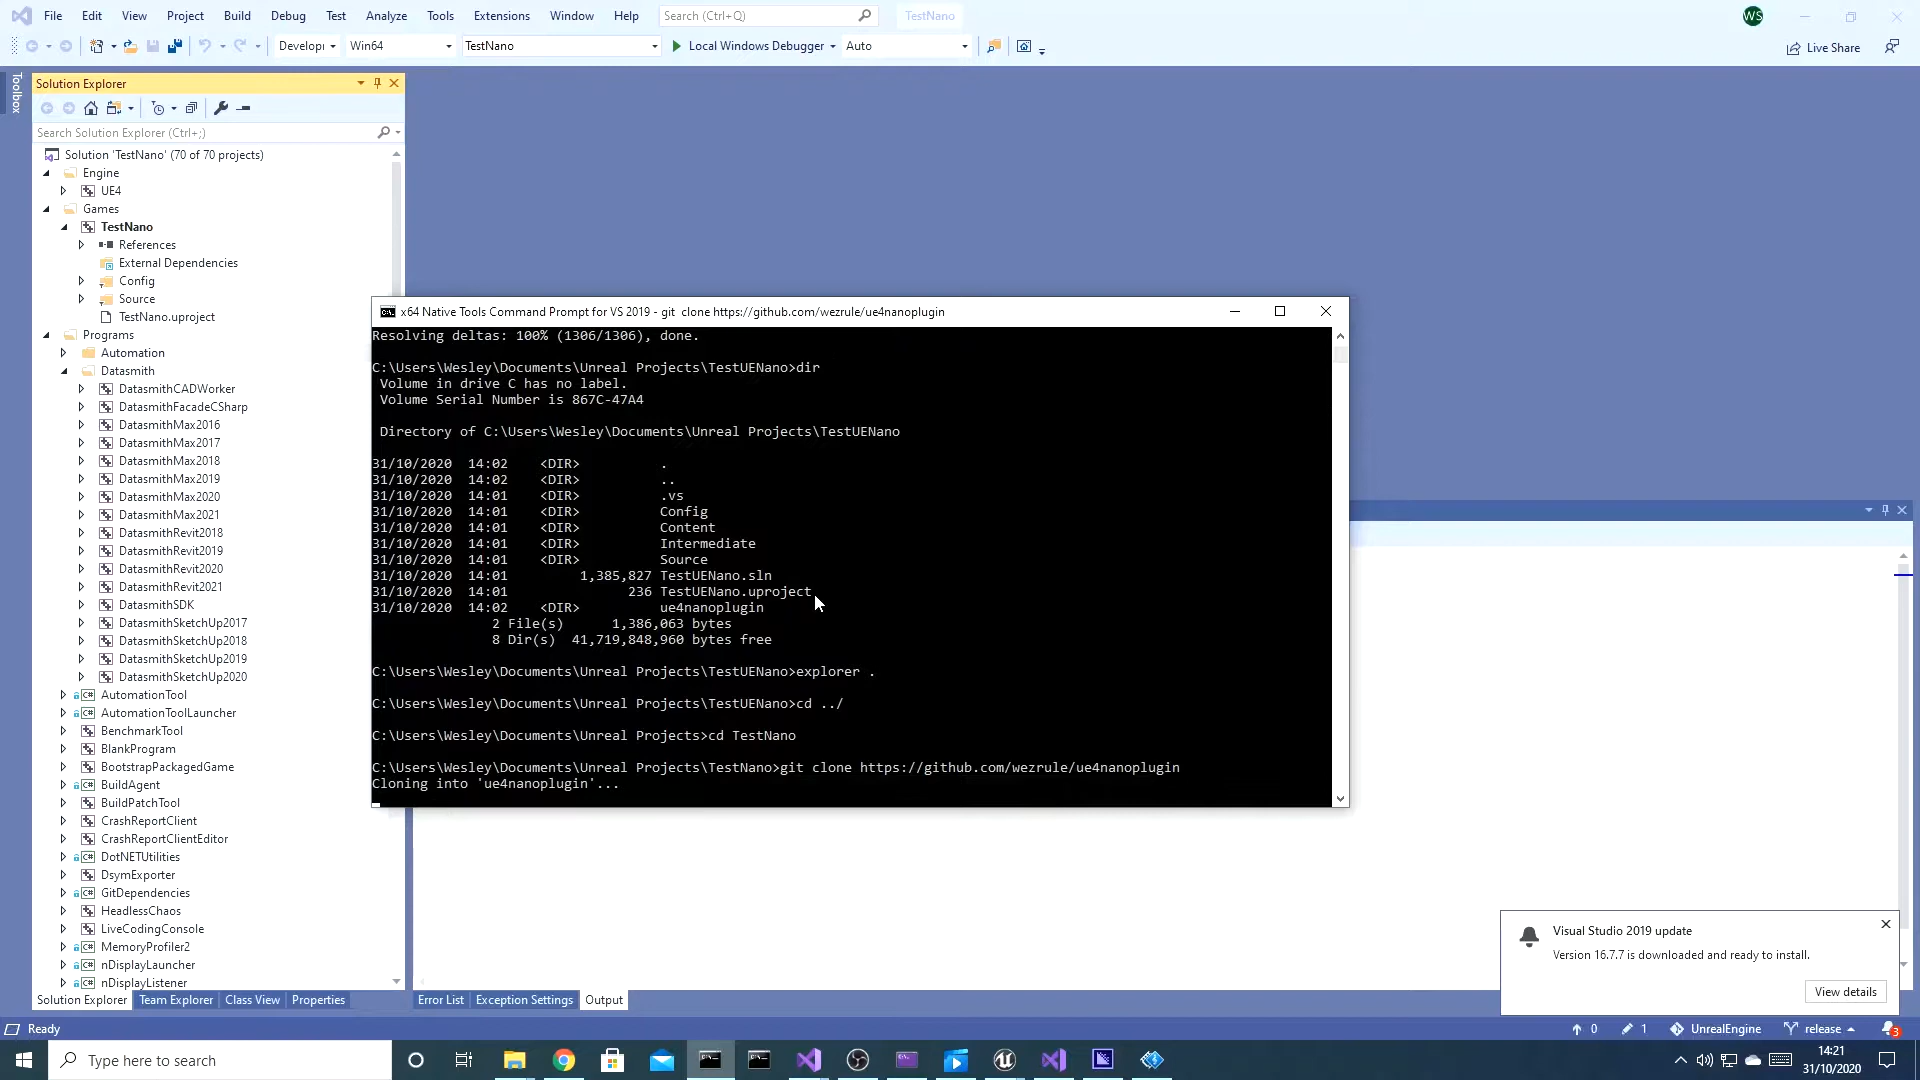 File Edit View Project Build Debug Test Analyze Tools Extensions Window Help Search (Ctrl+Q) TestNano WS
Develop Win64 TestNano Local Windows Debugger Auto Live Share
Toolbox
Solution Explorer
Search Solution Explorer (Ctrl+;)
Solution 'TestNano' (70 of 70 projects)
Engine
UE4
Games
TestNano
References
External Dependencies
Config
Source
TestNano.uproject
Programs
Automation
Datasmith
DatasmithCADWorker
DatasmithFacadeCSharp
DatasmithMax2016
DatasmithMax2017
DatasmithMax2018
DatasmithMax2019
DatasmithMax2020
DatasmithMax2021
DatasmithRevit2018
DatasmithRevit2019
DatasmithRevit2020
DatasmithRevit2021
DatasmithSDK
DatasmithSketchUp2017
DatasmithSketchUp2018
DatasmithSketchUp2019
DatasmithSketchUp2020
AutomationTool
AutomationToolLauncher
BenchmarkTool
BlankProgram
BootstrapPackagedGame
BuildAgent
BuildPatchTool
CrashReportClient
CrashReportClientEditor
DotNETUtilities
DsymExporter
GitDependencies
HeadlessChaos
LiveCodingConsole
MemoryProfiler2
nDisplayLauncher
nDisplayListener
Solution Explorer Team Explorer Class View Properties
x64 Native Tools Command Prompt for VS 2019 - git clone https://github.com/wezrule/ue4nanoplugin
Resolving deltas: 100% (1306/1306), done.
C:\Users\Wesley\Documents\Unreal Projects\TestUENano>dir
Volume in drive C has no label.
Volume Serial Number is 867C-47A4
Directory of C:\Users\Wesley\Documents\Unreal Projects\TestUENano
31/10/2020 14:02 <DIR> .
31/10/2020 14:02 <DIR> ..
31/10/2020 14:01 <DIR> .vs
31/10/2020 14:01 <DIR> Config
31/10/2020 14:01 <DIR> Content
31/10/2020 14:01 <DIR> Intermediate
31/10/2020 14:01 <DIR> Source
31/10/2020 14:01 1,385,827 TestUENano.sln
31/10/2020 14:01 236 TestUENano.uproject
31/10/2020 14:02 <DIR> ue4nanoplugin
2 File(s) 1,386,063 bytes
8 Dir(s) 41,719,848,960 bytes free
C:\Users\Wesley\Documents\Unreal Projects\TestUENano>explorer .
C:\Users\Wesley\Documents\Unreal Projects\TestUENano>cd ../
C:\Users\Wesley\Documents\Unreal Projects>cd TestNano
C:\Users\Wesley\Documents\Unreal Projects\TestNano>git clone https://github.com/wezrule/ue4nanoplugin
Cloning into 'ue4nanoplugin'...
Error List Exception Settings Output
Visual Studio 2019 update
Version 16.7.7 is downloaded and ready to install.
View details
Ready 0 1 UnrealEngine release 3
Type here to search
14:21
31/10/2020